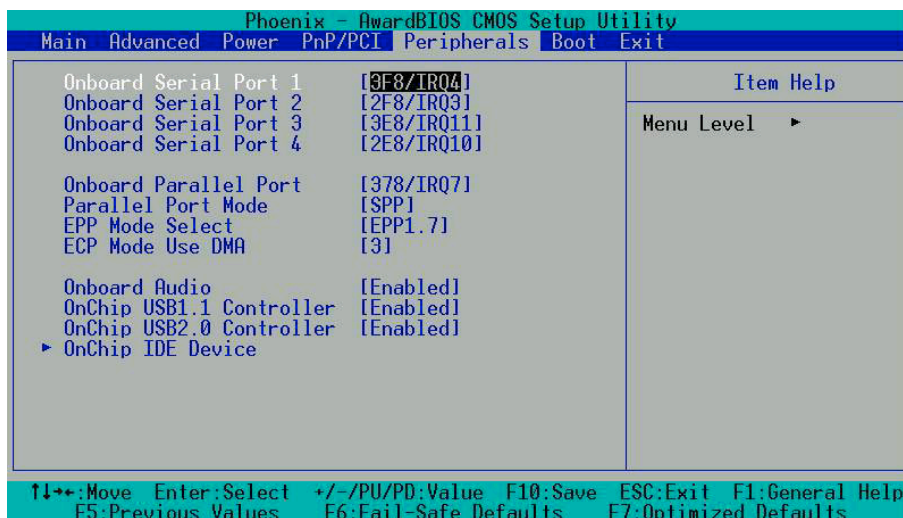 Phoenix - AwardBIOS CMOS Setup Utility
Main Advanced Power PnP/PCI Peripherals Boot Exit
Onboard Serial Port 1 [3F8/IRQ4]
Onboard Serial Port 2 [2F8/IRQ3]
Onboard Serial Port 3 [3E8/IRQ11]
Onboard Serial Port 4 [2E8/IRQ10]
Onboard Parallel Port [378/IRQ7]
Parallel Port Mode [SPP]
EPP Mode Select [EPP1.7]
ECP Mode Use DMA [3]
Onboard Audio [Enabled]
OnChip USB1.1 Controller [Enabled]
OnChip USB2.0 Controller [Enabled]
► OnChip IDE Device
Item Help
Menu Level ►
↑↓→←:Move Enter:Select +/-/PU/PD:Value F10:Save ESC:Exit F1:General Help
F5:Previous Values F6:Fail-Safe Defaults F7:Optimized Defaults